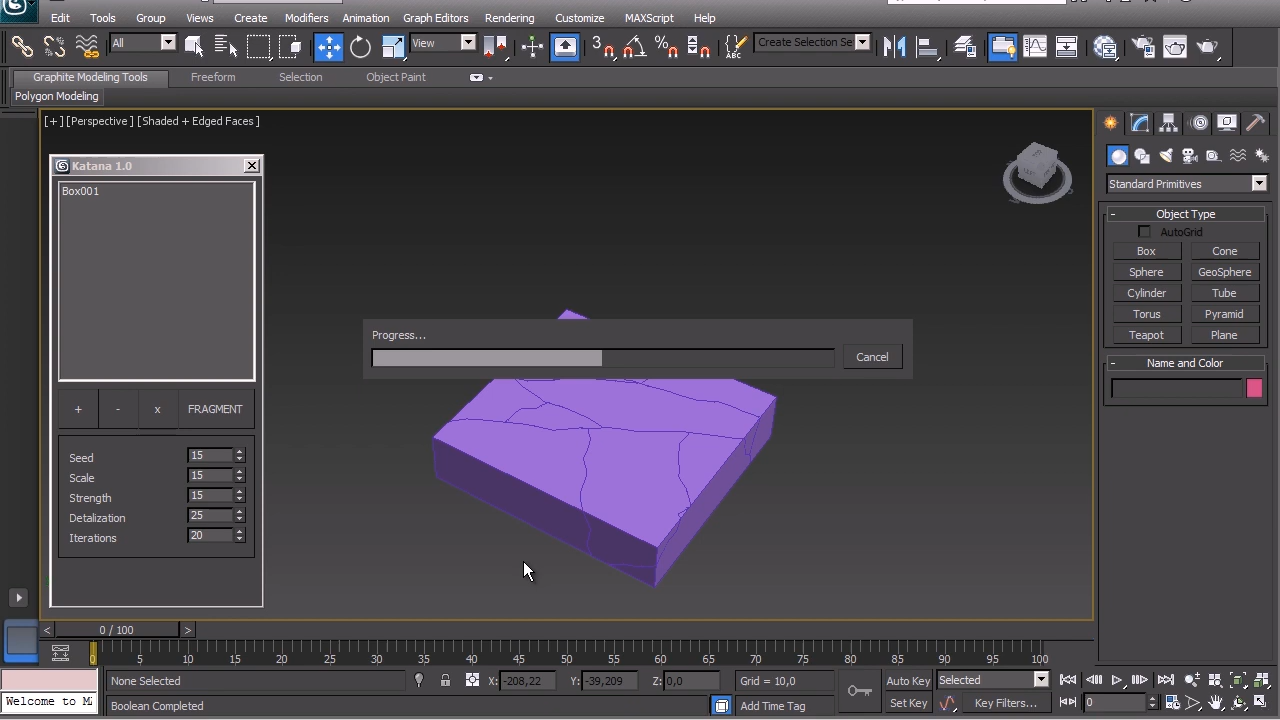 Edit Tools Group Views Create Modifiers Animation Graph Editors Rendering Customize MAXScript Help
All View Create Selection Se
Graphite Modeling Tools Freeform Selection Object Paint
Polygon Modeling
[+][Perspective][Shaded + Edged Faces]
Katana 1.0
Box001
+ - x FRAGMENT
Seed 15
Scale 15
Strength 15
Detalization 25
Iterations 20
Progress...
Cancel
Standard Primitives
- Object Type
AutoGrid
Box Cone
Sphere GeoSphere
Cylinder Tube
Torus Pyramid
Teapot Plane
- Name and Color
< 0 / 100 >
0 5 10 15 20 25 30 35 40 45 50 55 60 65 70 75 80 85 90 95 100
None Selected X: -208,22 Y: -39,209 Z: 0,0 Grid = 10,0 Auto Key Selected
Welcome to Boolean Completed Add Time Tag Set Key Key Filters... 0